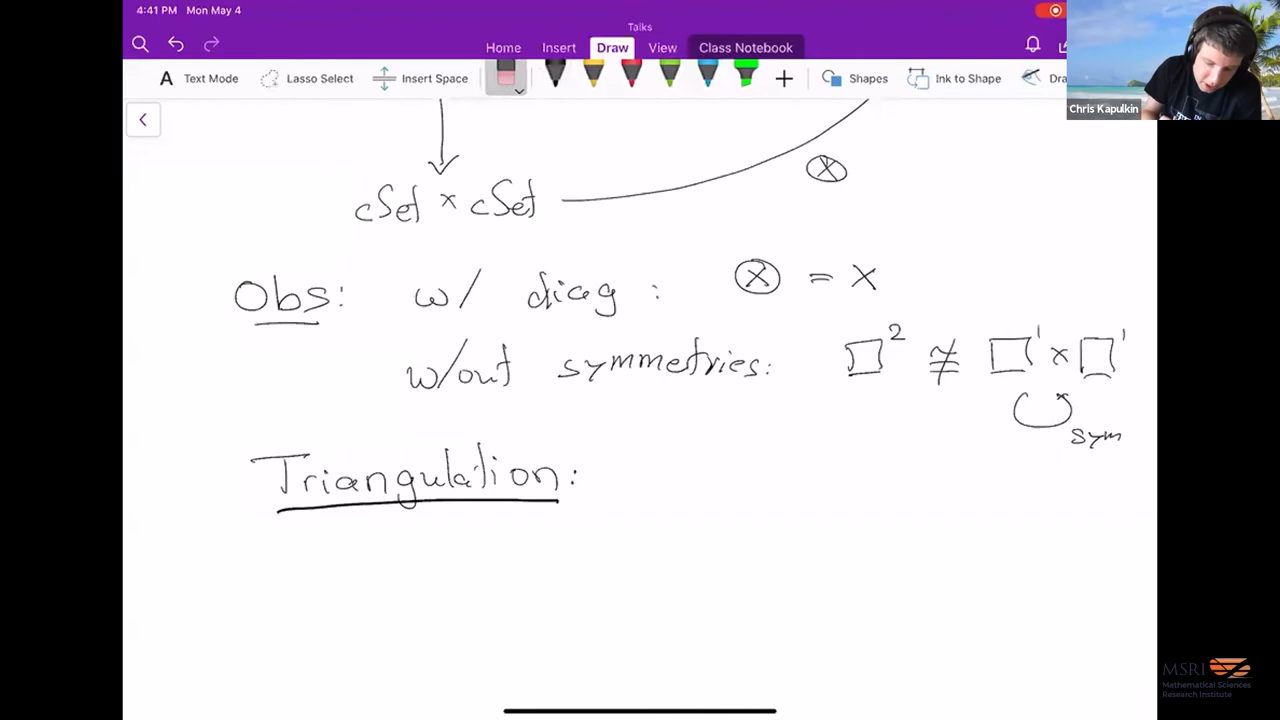 4:41 PM Mon May 4
Talks
Home Insert Draw View Class Notebook
Text Mode Lasso Select Insert Space Shapes Ink to Shape Dra
Chris Kapulkin
cSet × cSet
⊗
Obs: w/ diag : ⊗ = ×
w/out symmetries: □² ≇ □¹ × □¹
sym
Triangulation:
MSRI
Mathematical Sciences
Research Institute